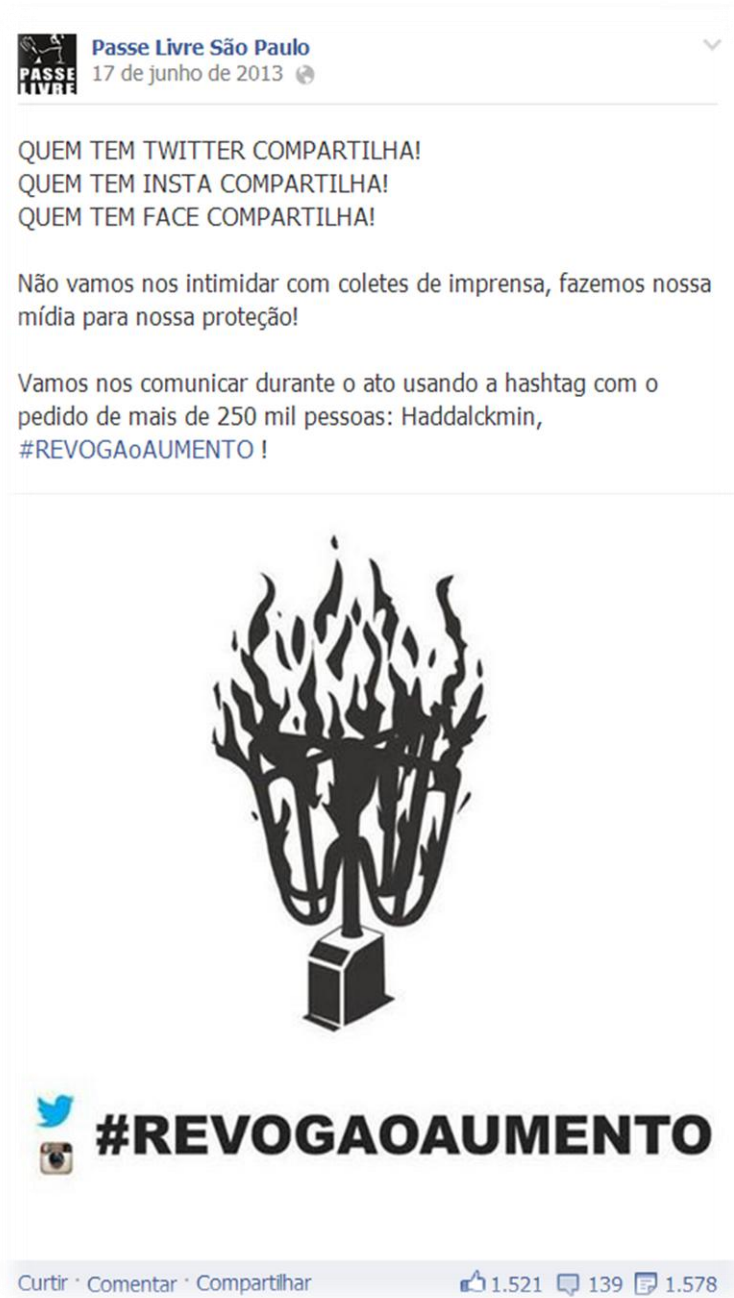 PASSE
LIVRE
Passe Livre São Paulo
17 de junho de 2013
QUEM TEM TWITTER COMPARTILHA!
QUEM TEM INSTA COMPARTILHA!
QUEM TEM FACE COMPARTILHA!
Não vamos nos intimidar com coletes de imprensa, fazemos nossa
mídia para nossa proteção!
Vamos nos comunicar durante o ato usando a hashtag com o
pedido de mais de 250 mil pessoas: Haddalckmin,
#REVOGAoAUMENTO !
#REVOGAOAUMENTO
Curtir · Comentar · Compartilhar 1.521 139 1.578